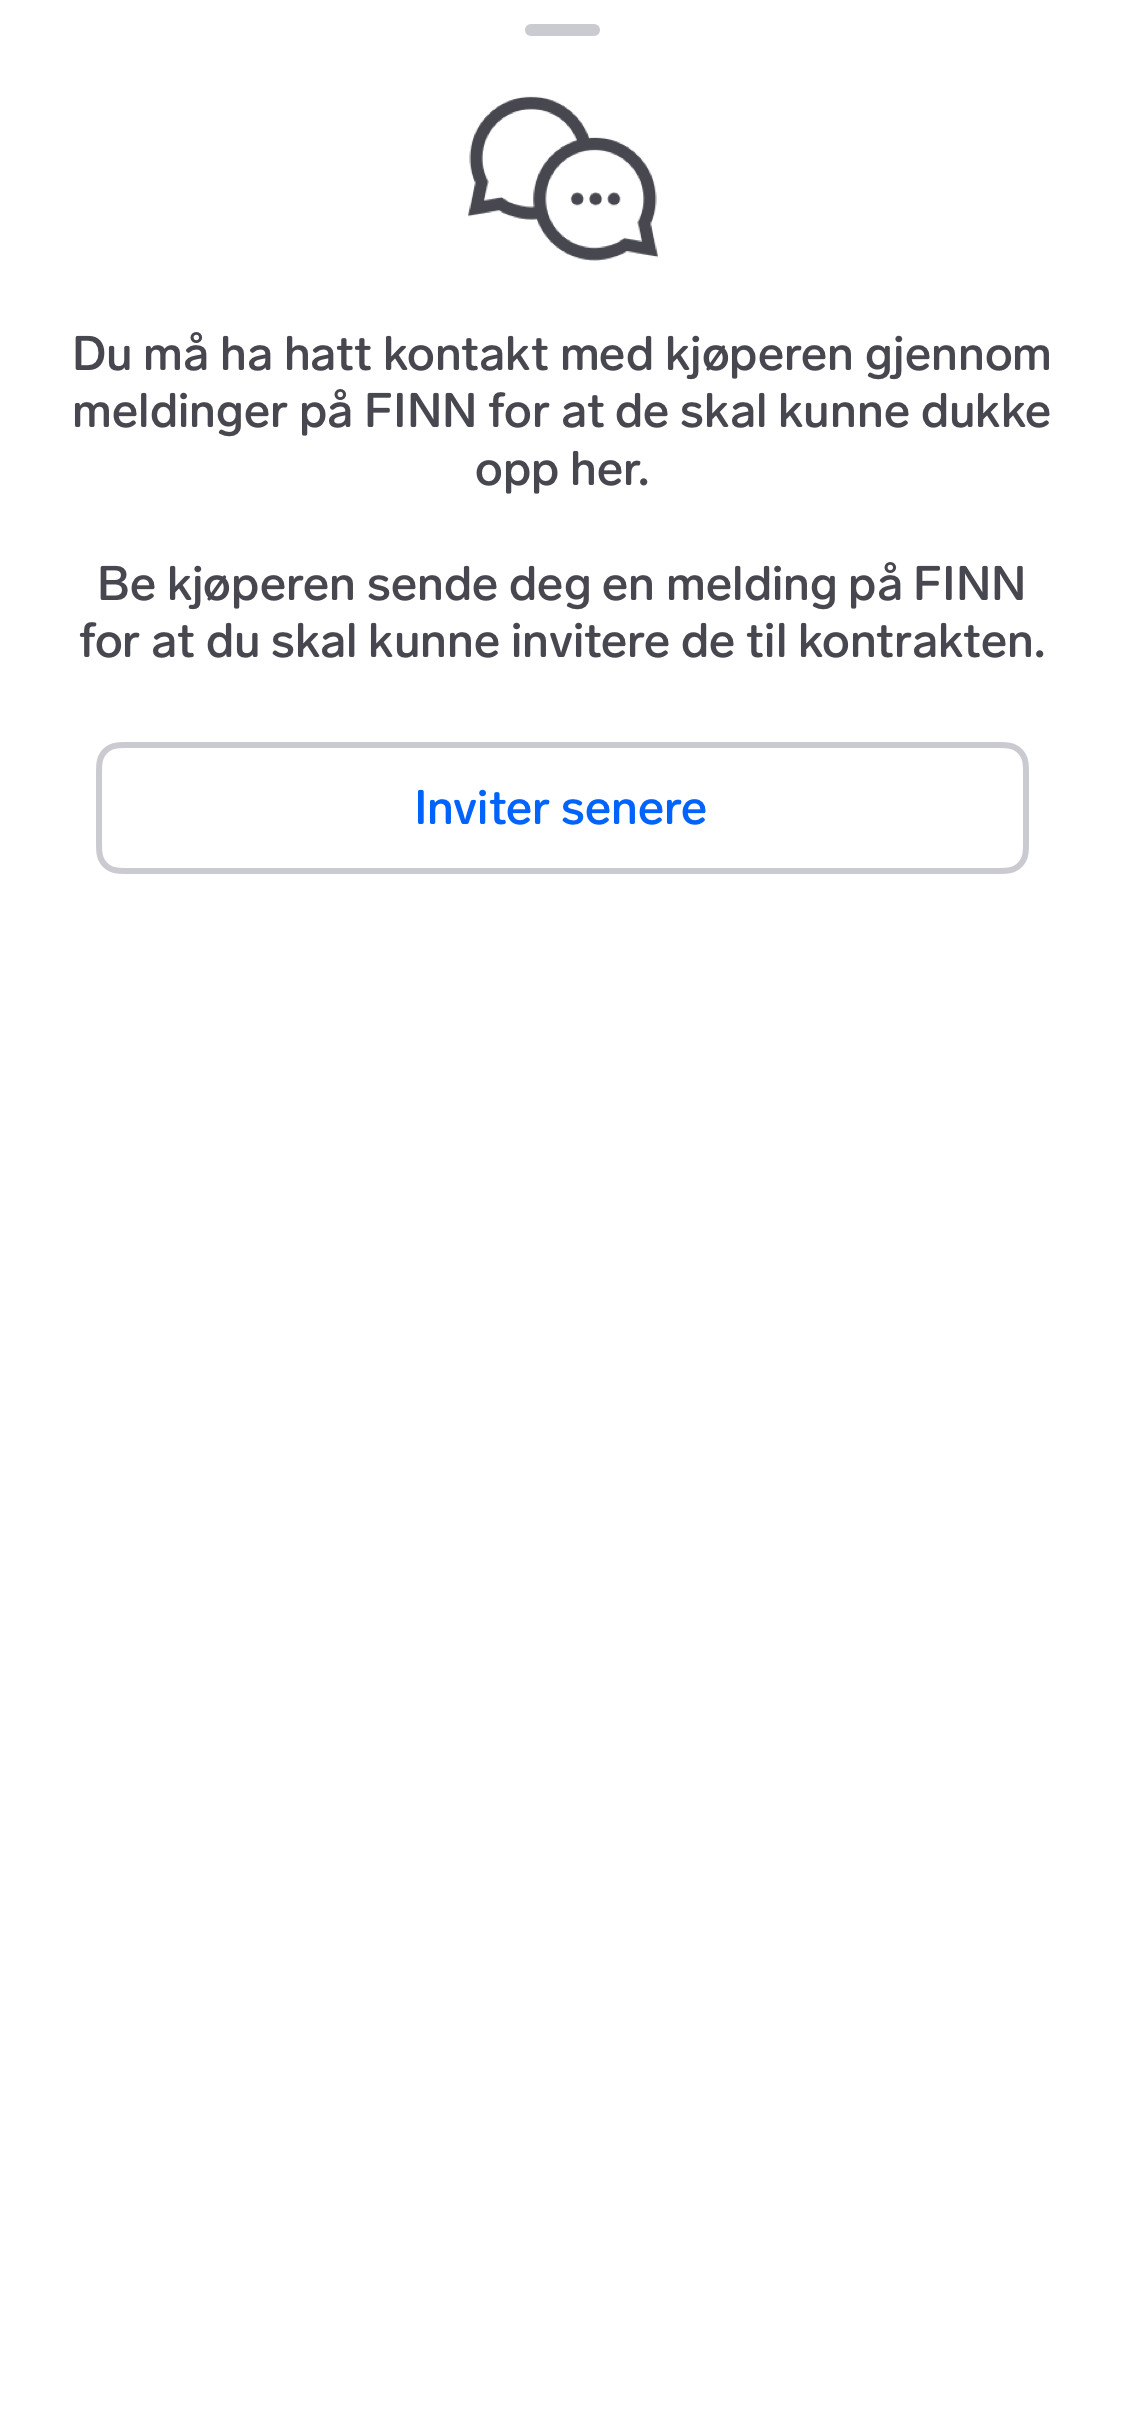 Du må ha hatt kontakt med kjøperen gjennom
meldinger på FINN for at de skal kunne dukke
opp her.
Be kjøperen sende deg en melding på FINN
for at du skal kunne invitere de til kontrakten.
Inviter senere